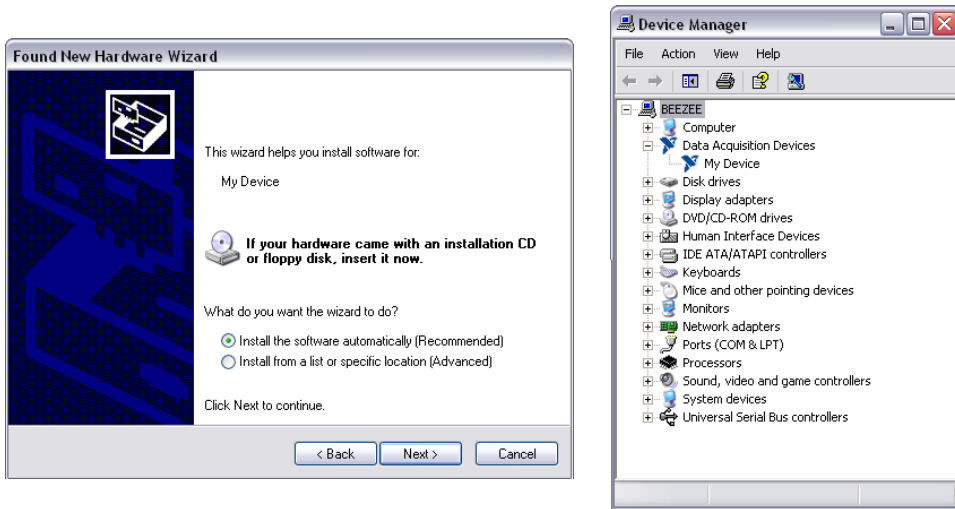 Found New Hardware Wizard
This wizard helps you install software for:
My Device
If your hardware came with an installation CD
or floppy disk, insert it now.
What do you want the wizard to do?
Install the software automatically (Recommended)
Install from a list or specific location (Advanced)
Click Next to continue.
< Back
Next >
Cancel
Device Manager
File Action View Help
BEEZEE
Computer
Data Acquisition Devices
My Device
Disk drives
Display adapters
DVD/CD-ROM drives
Human Interface Devices
IDE ATA/ATAPI controllers
Keyboards
Mice and other pointing devices
Monitors
Network adapters
Ports (COM & LPT)
Processors
Sound, video and game controllers
System devices
Universal Serial Bus controllers